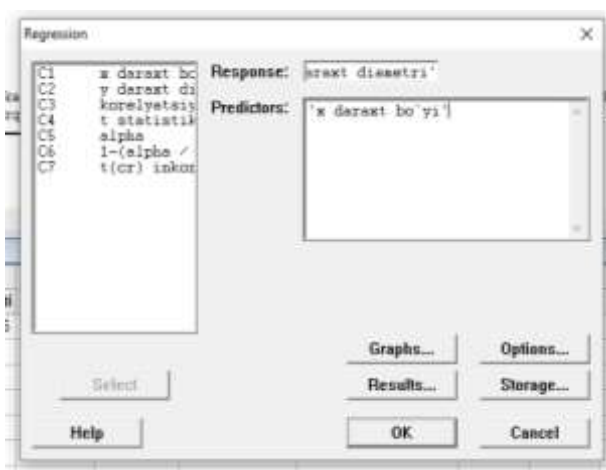 Regression
C1 x daraxt bo
C2 y daraxt di
C3 korelyatsiy
C4 t statistik
C5 alpha
C6 1-(alpha /
C7 t(cr) inkor
Response: araxt diametri'
Predictors: 'x daraxt bo`yi'
Graphs... Options...
Select Results... Storage...
Help OK Cancel